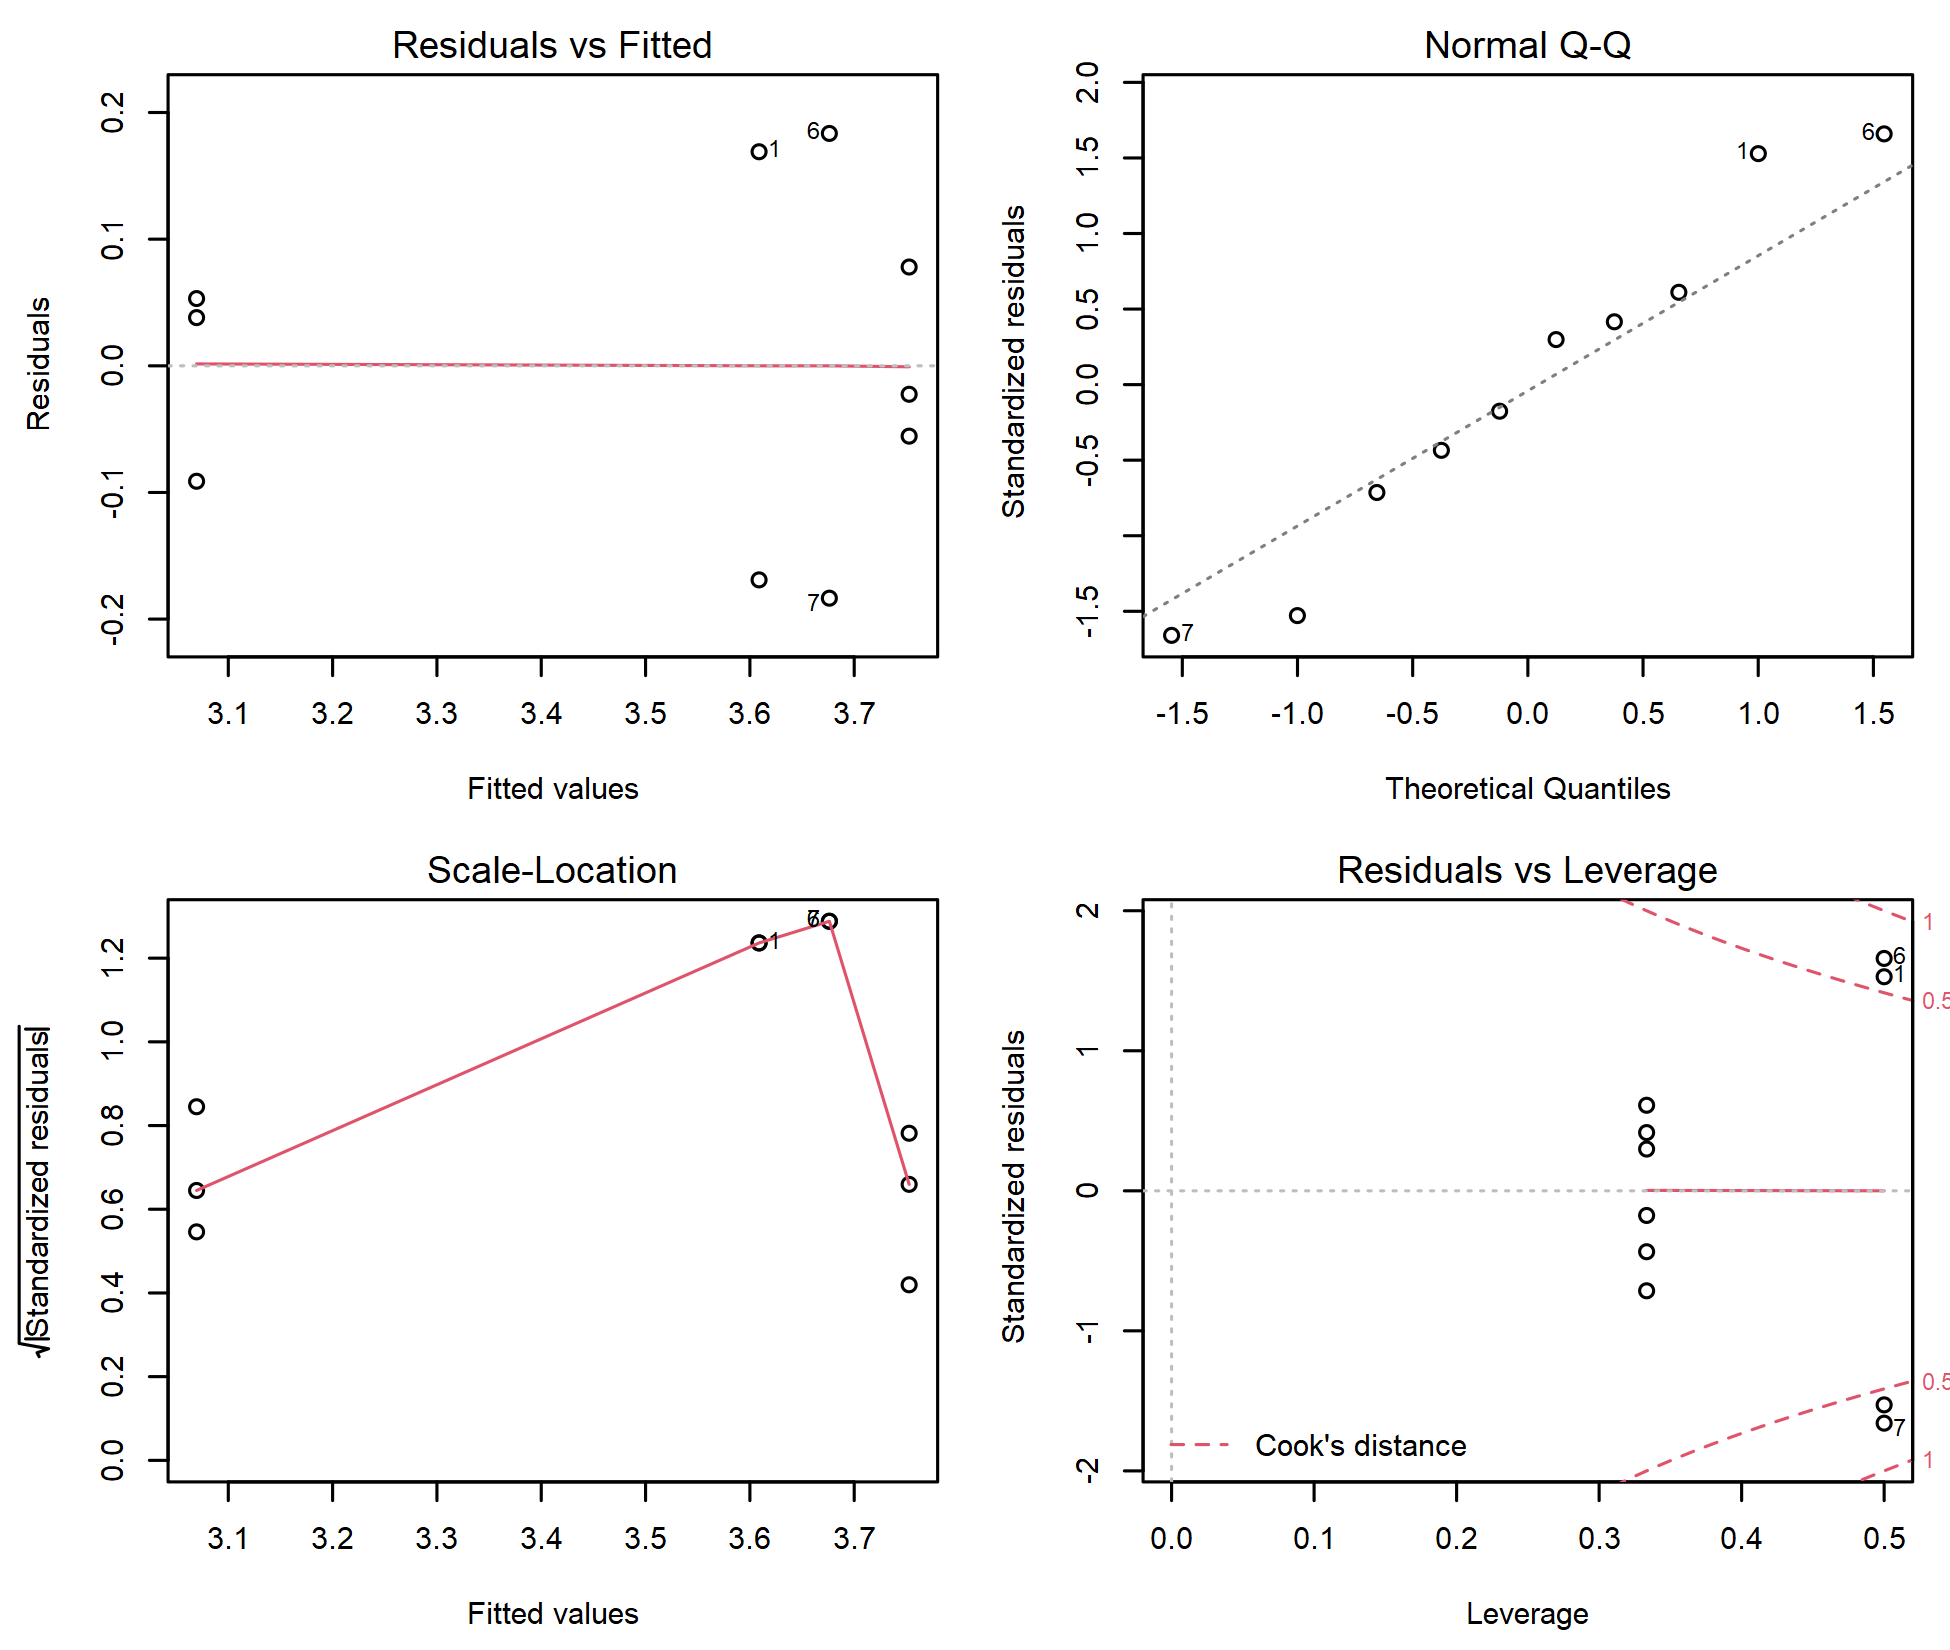 Residuals vs Fitted
Residuals
0.2
0.1
0.0
-0.1
-0.2
1
6
7
3.1 3.2 3.3 3.4 3.5 3.6 3.7
Fitted values
Normal Q-Q
Standardized residuals
2.0
1.5
1.0
0.5
0.0
-0.5
-1.5
1
6
7
-1.5 -1.0 -0.5 0.0 0.5 1.0 1.5
Theoretical Quantiles
Scale-Location
√|Standardized residuals|
1.2
1.0
0.8
0.6
0.4
0.2
0.0
7
6
1
3.1 3.2 3.3 3.4 3.5 3.6 3.7
Fitted values
Residuals vs Leverage
Standardized residuals
2
1
0
-1
-2
1
6
1
0.5
0.5
7
1
Cook's distance
0.0 0.1 0.2 0.3 0.4 0.5
Leverage